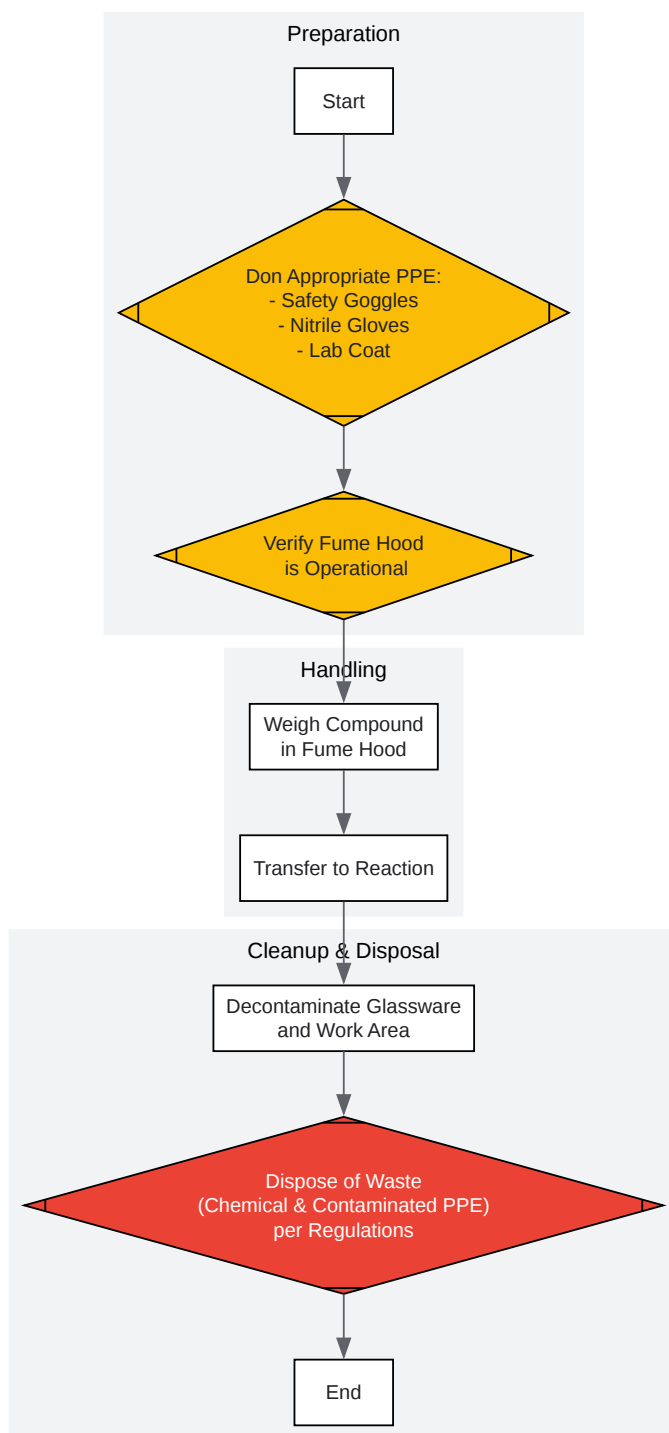 Preparation
Start
Don Appropriate PPE:
- Safety Goggles
- Nitrile Gloves
- Lab Coat
Verify Fume Hood
is Operational
Handling
Weigh Compound
in Fume Hood
Transfer to Reaction
Cleanup & Disposal
Decontaminate Glassware
and Work Area
Dispose of Waste
(Chemical & Contaminated PPE)
per Regulations
End